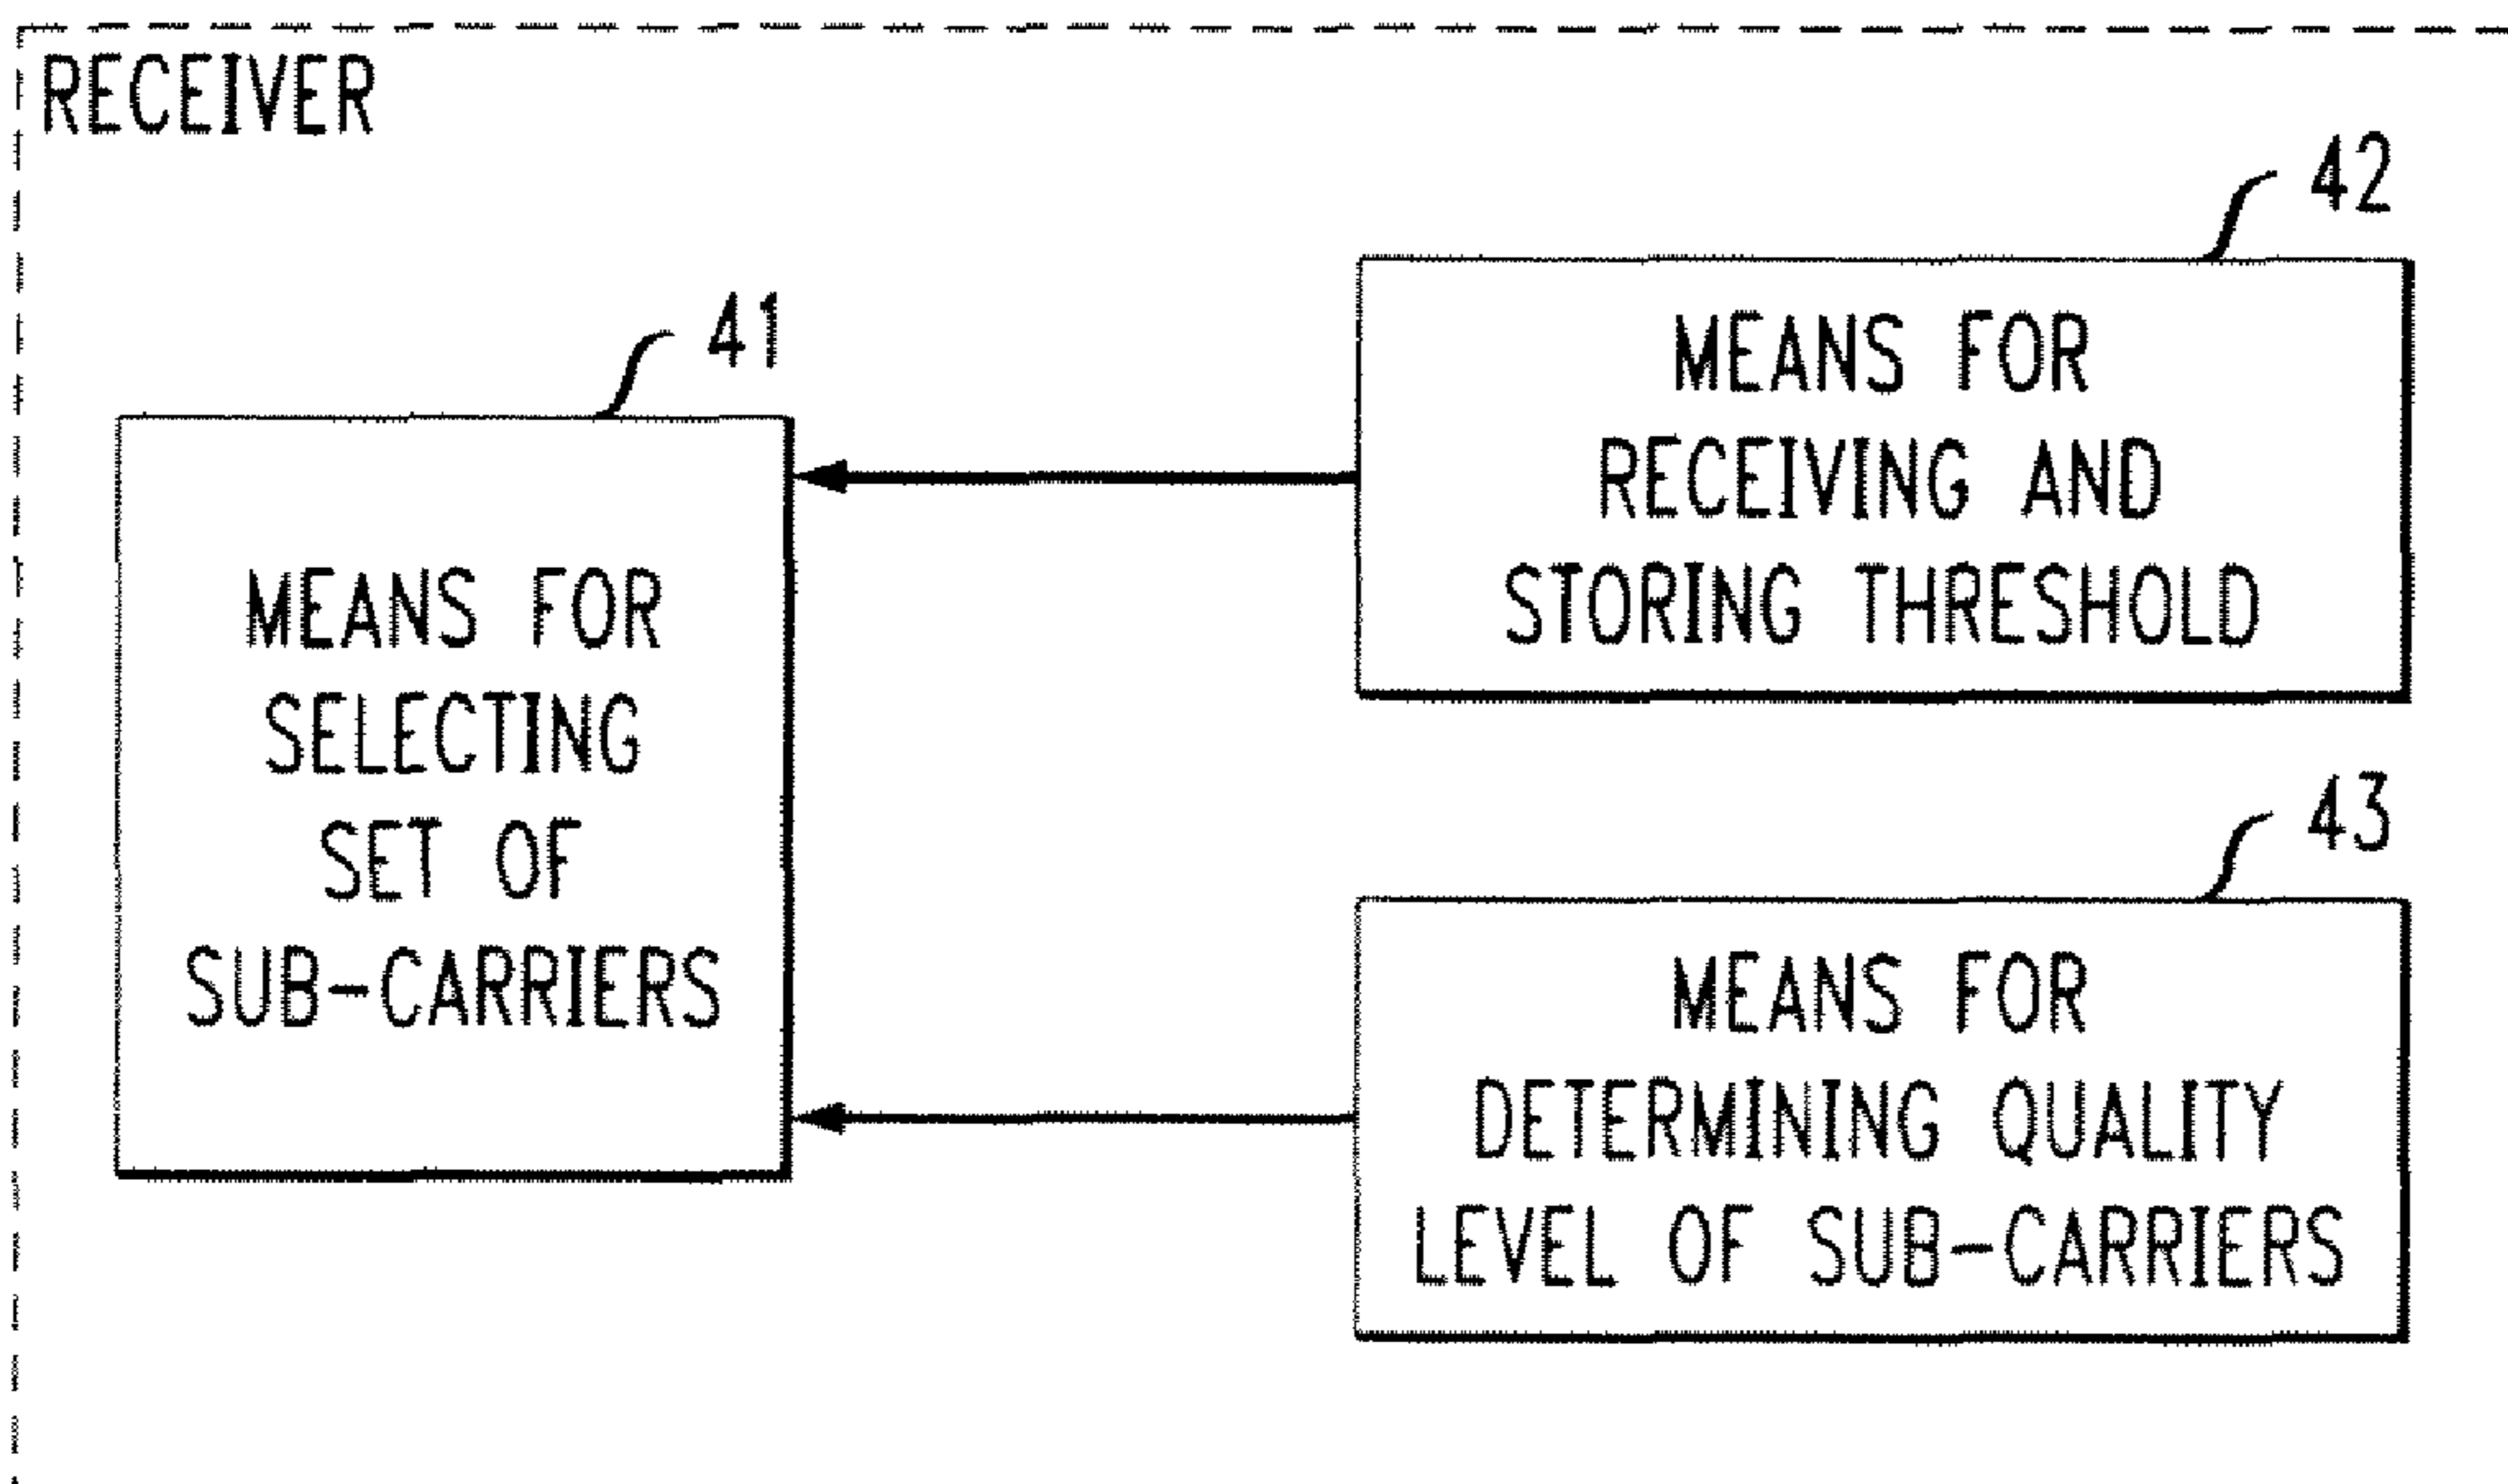 RECEIVER
42
41
MEANS FOR
RECEIVING AND
STORING THRESHOLD
MEANS FOR
SELECTING
SET OF
SUB-CARRIERS
43
MEANS FOR
DETERMINING QUALITY
LEVEL OF SUB-CARRIERS